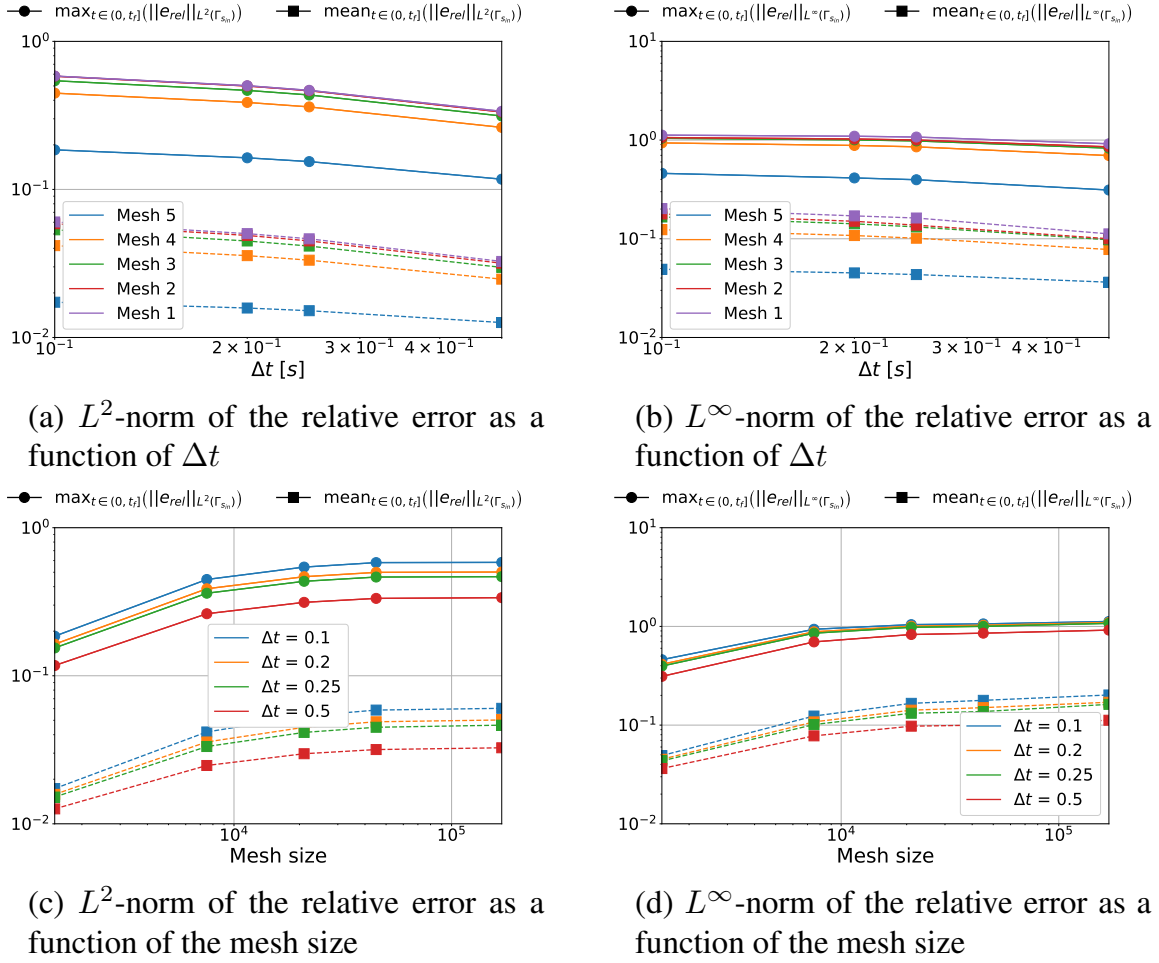 max_{t∈(0, t_f]}(||e_{rel}||_{L²(Γ_{s_{in}})}) mean_{t∈(0, t_f]}(||e_{rel}||_{L²(Γ_{s_{in}})})
10⁰
10⁻¹
10⁻²
Mesh 5
Mesh 4
Mesh 3
Mesh 2
Mesh 1
10⁻¹ 2 × 10⁻¹ 3 × 10⁻¹ 4 × 10⁻¹
Δt [s]
(a) L²-norm of the relative error as a
function of Δt
max_{t∈(0, t_f]}(||e_{rel}||_{L^∞(Γ_{s_{in}})}) mean_{t∈(0, t_f]}(||e_{rel}||_{L^∞(Γ_{s_{in}})})
10¹
10⁰
10⁻¹
10⁻²
Mesh 5
Mesh 4
Mesh 3
Mesh 2
Mesh 1
10⁻¹ 2 × 10⁻¹ 3 × 10⁻¹ 4 × 10⁻¹
Δt [s]
(b) L^∞-norm of the relative error as a
function of Δt
max_{t∈(0, t_f]}(||e_{rel}||_{L²(Γ_{s_{in}})}) mean_{t∈(0, t_f]}(||e_{rel}||_{L²(Γ_{s_{in}})})
10⁰
10⁻¹
10⁻²
Δt = 0.1
Δt = 0.2
Δt = 0.25
Δt = 0.5
10⁴ 10⁵
Mesh size
(c) L²-norm of the relative error as a
function of the mesh size
max_{t∈(0, t_f]}(||e_{rel}||_{L^∞(Γ_{s_{in}})}) mean_{t∈(0, t_f]}(||e_{rel}||_{L^∞(Γ_{s_{in}})})
10¹
10⁰
10⁻¹
10⁻²
Δt = 0.1
Δt = 0.2
Δt = 0.25
Δt = 0.5
10⁴ 10⁵
Mesh size
(d) L^∞-norm of the relative error as a
function of the mesh size